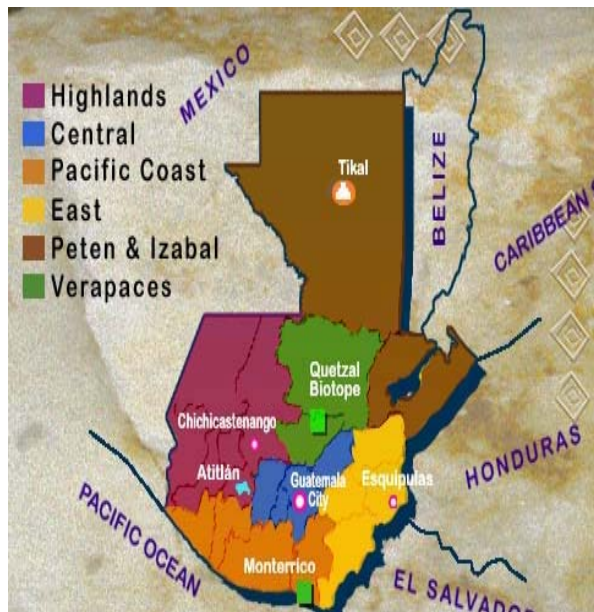 Highlands
Central
Pacific Coast
East
Peten & Izabal
Verapaces
MEXICO
Tikal
BELIZE
CARIBBEAN
Quetzal
Biotope
Chichicastenango
Atitlán
Guatemala
City
Esquipulas
HONDURAS
PACIFIC OCEAN
Monterrico
EL SALVADOR